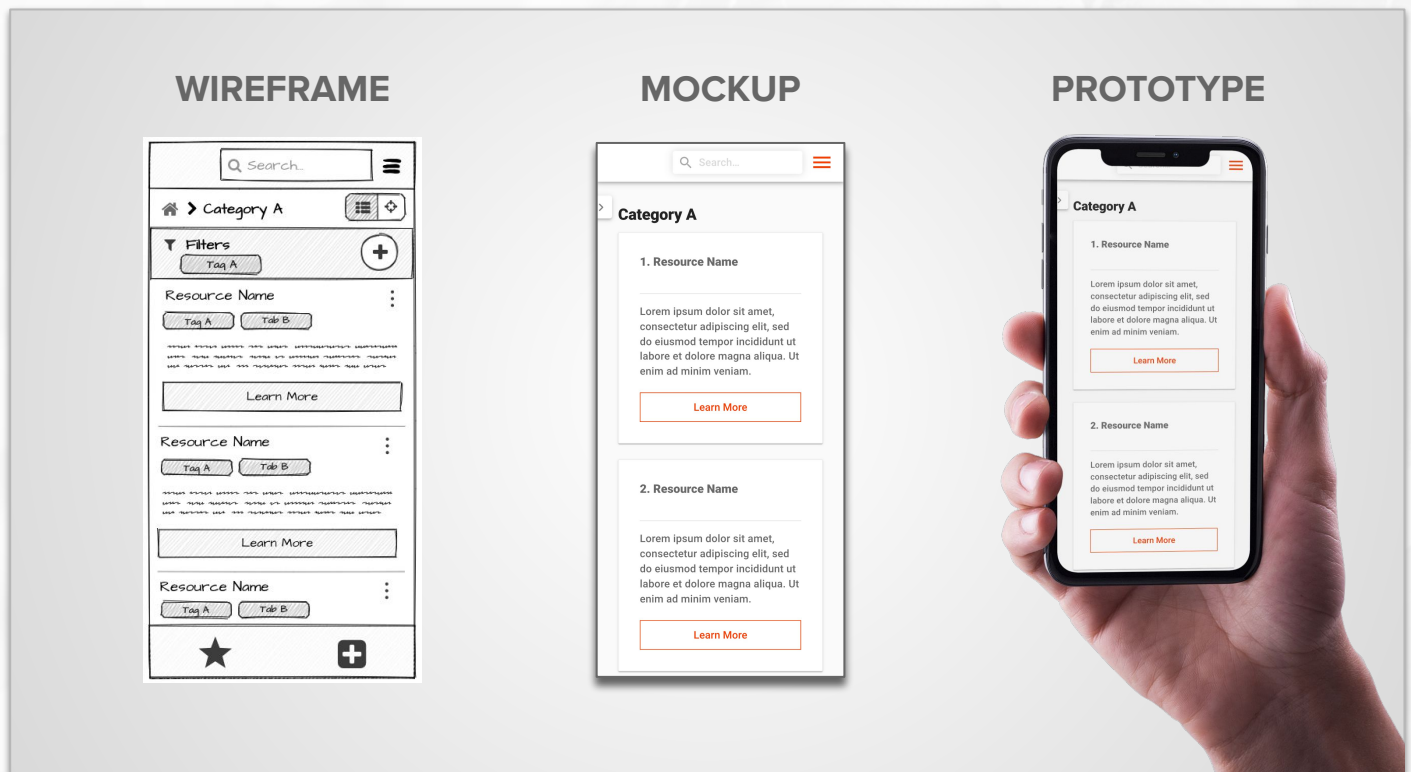 WIREFRAME
Search...
Category A
Filters
Tag A
Resource Name
Tag A Tab B
Learn More
Resource Name
Tag A Tab B
Learn More
Resource Name
Tag A Tab B
MOCKUP
Search...
Category A
1. Resource Name
Lorem ipsum dolor sit amet,
consectetur adipiscing elit, sed
do eiusmod tempor incididunt ut
labore et dolore magna aliqua. Ut
enim ad minim veniam.
Learn More
2. Resource Name
Lorem ipsum dolor sit amet,
consectetur adipiscing elit, sed
do eiusmod tempor incididunt ut
labore et dolore magna aliqua. Ut
enim ad minim veniam.
Learn More
PROTOTYPE
Category A
1. Resource Name
Lorem ipsum dolor sit amet,
consectetur adipiscing elit, sed
do eiusmod tempor incididunt ut
labore et dolore magna aliqua. Ut
enim ad minim veniam.
Learn More
2. Resource Name
Lorem ipsum dolor sit amet,
consectetur adipiscing elit, sed
do eiusmod tempor incididunt ut
labore et dolore magna aliqua. Ut
enim ad minim veniam.
Learn More